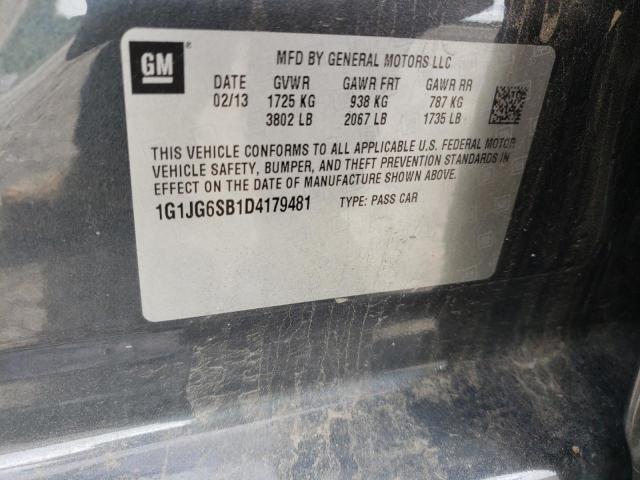 GM
MFD BY GENERAL MOTORS LLC
DATE GVWR GAWR FRT GAWR RR
02/13 1725 KG 938 KG 787 KG
3802 LB 2067 LB 1735 LB
THIS VEHICLE CONFORMS TO ALL APPLICABLE U.S. FEDERAL MOTOR
VEHICLE SAFETY, BUMPER, AND THEFT PREVENTION STANDARDS IN
EFFECT ON THE DATE OF MANUFACTURE SHOWN ABOVE.
1G1JG6SB1D4179481 TYPE: PASS CAR